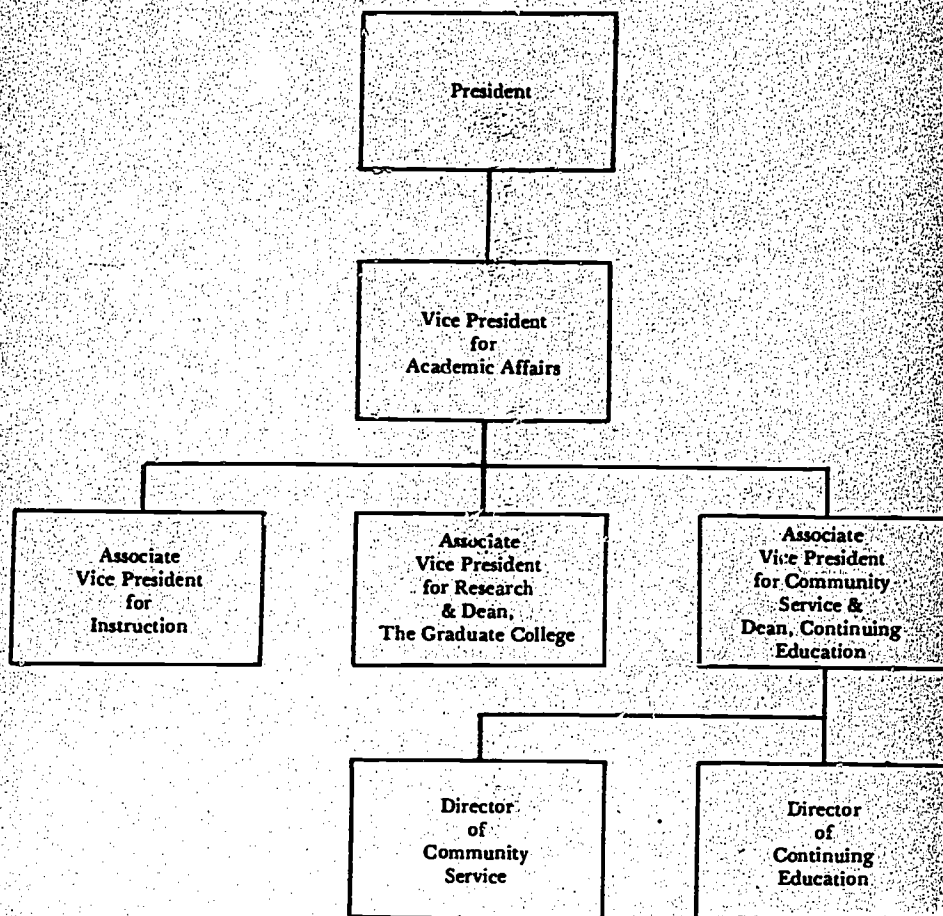 President
Vice President
for
Academic Affairs
Associate
Vice President
for
Instruction
Associate
Vice President
for Research
& Dean,
The Graduate College
Associate
Vice President
for Community
Service &
Dean, Continuing
Education
Director
of
Community
Service
Director
of
Continuing
Education